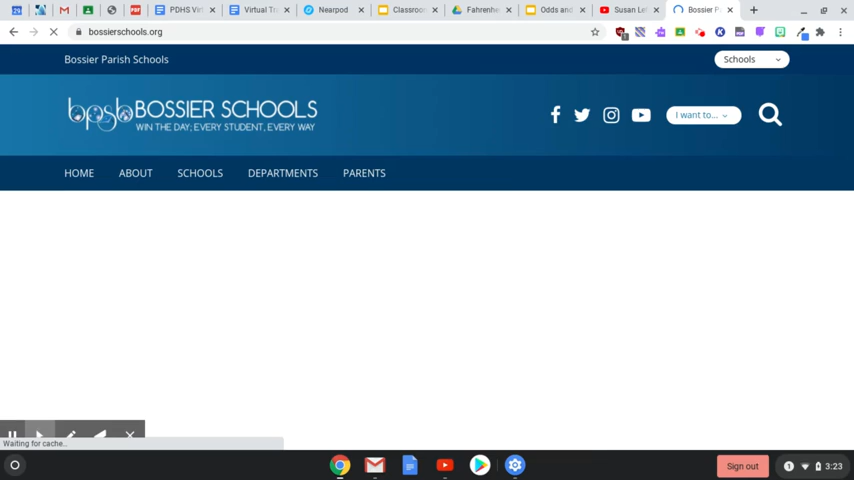 PDHS Vir
Virtual Tr
Nearpod
Classroo
Fahrenhe
Odds and
Susan Le
Bossier P
bossierschools.org
Bossier Parish Schools
Schools
bpsb BOSSIER SCHOOLS
WIN THE DAY; EVERY STUDENT, EVERY WAY
I want to...
HOME ABOUT SCHOOLS DEPARTMENTS PARENTS
Waiting for cache...
Sign out
1
3:23